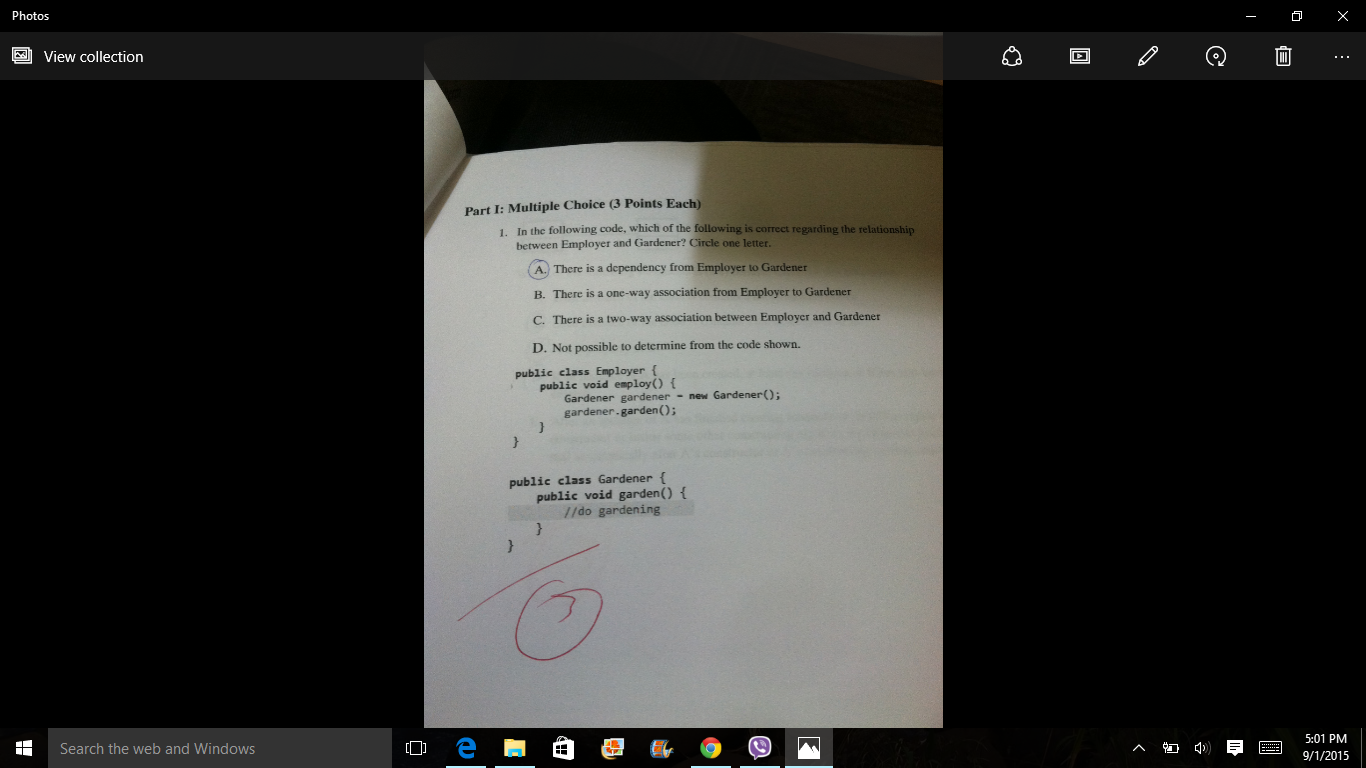 Photos
View collection
Part I: Multiple Choice (3 Points Each)
1. In the following code, which of the following is correct regarding the relationship
between Employer and Gardener? Circle one letter.
A. There is a dependency from Employer to Gardener
B. There is a one-way association from Employer to Gardener
C. There is a two-way association between Employer and Gardener
D. Not possible to determine from the code shown.
public class Employer {
public void employ() {
Gardener gardener = new Gardener();
gardener.garden();
}
}
public class Gardener {
public void garden() {
//do gardening
}
}
3
Search the web and Windows
5:01 PM
9/1/2015